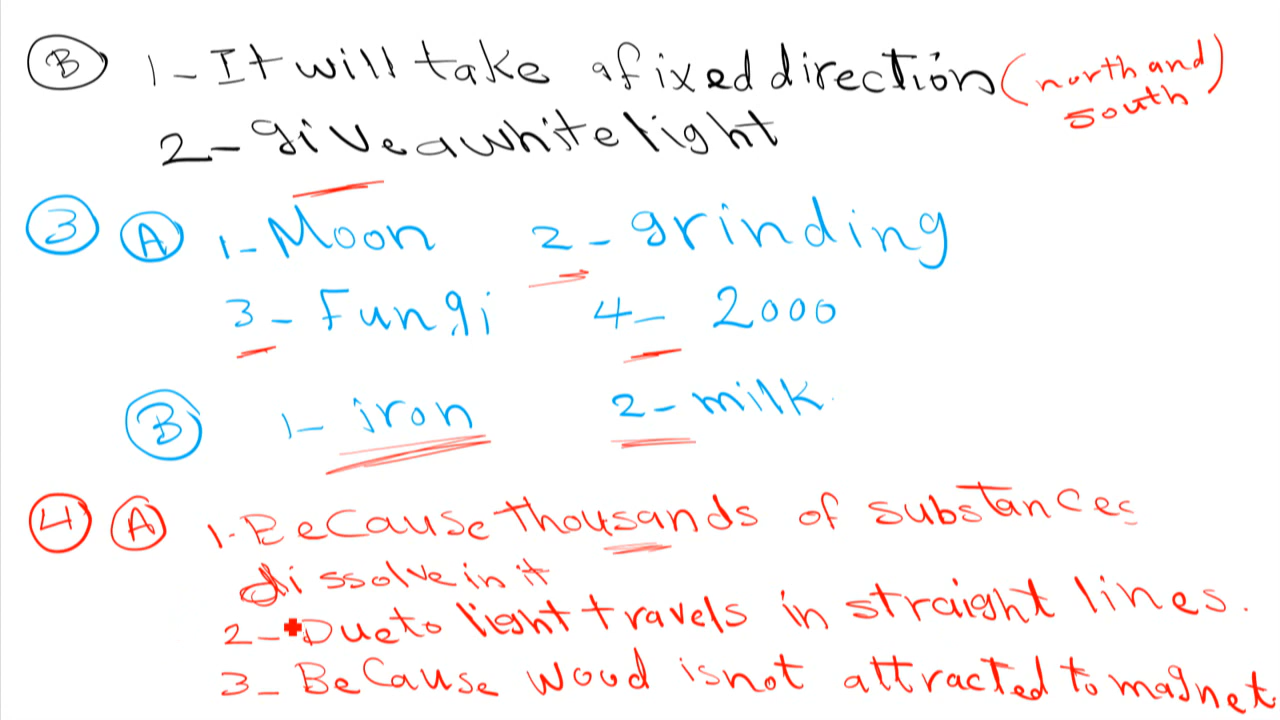 B 1- It will take a fixed direction (north and south)
2- give a white light
3 A 1- Moon 2- grinding
3- Fungi 4- 2000
B 1- iron 2- milk
4 A 1- Because thousands of substances
dissolve in it
2- Due to light travels in straight lines.
3- Because wood is not attracted to magnet